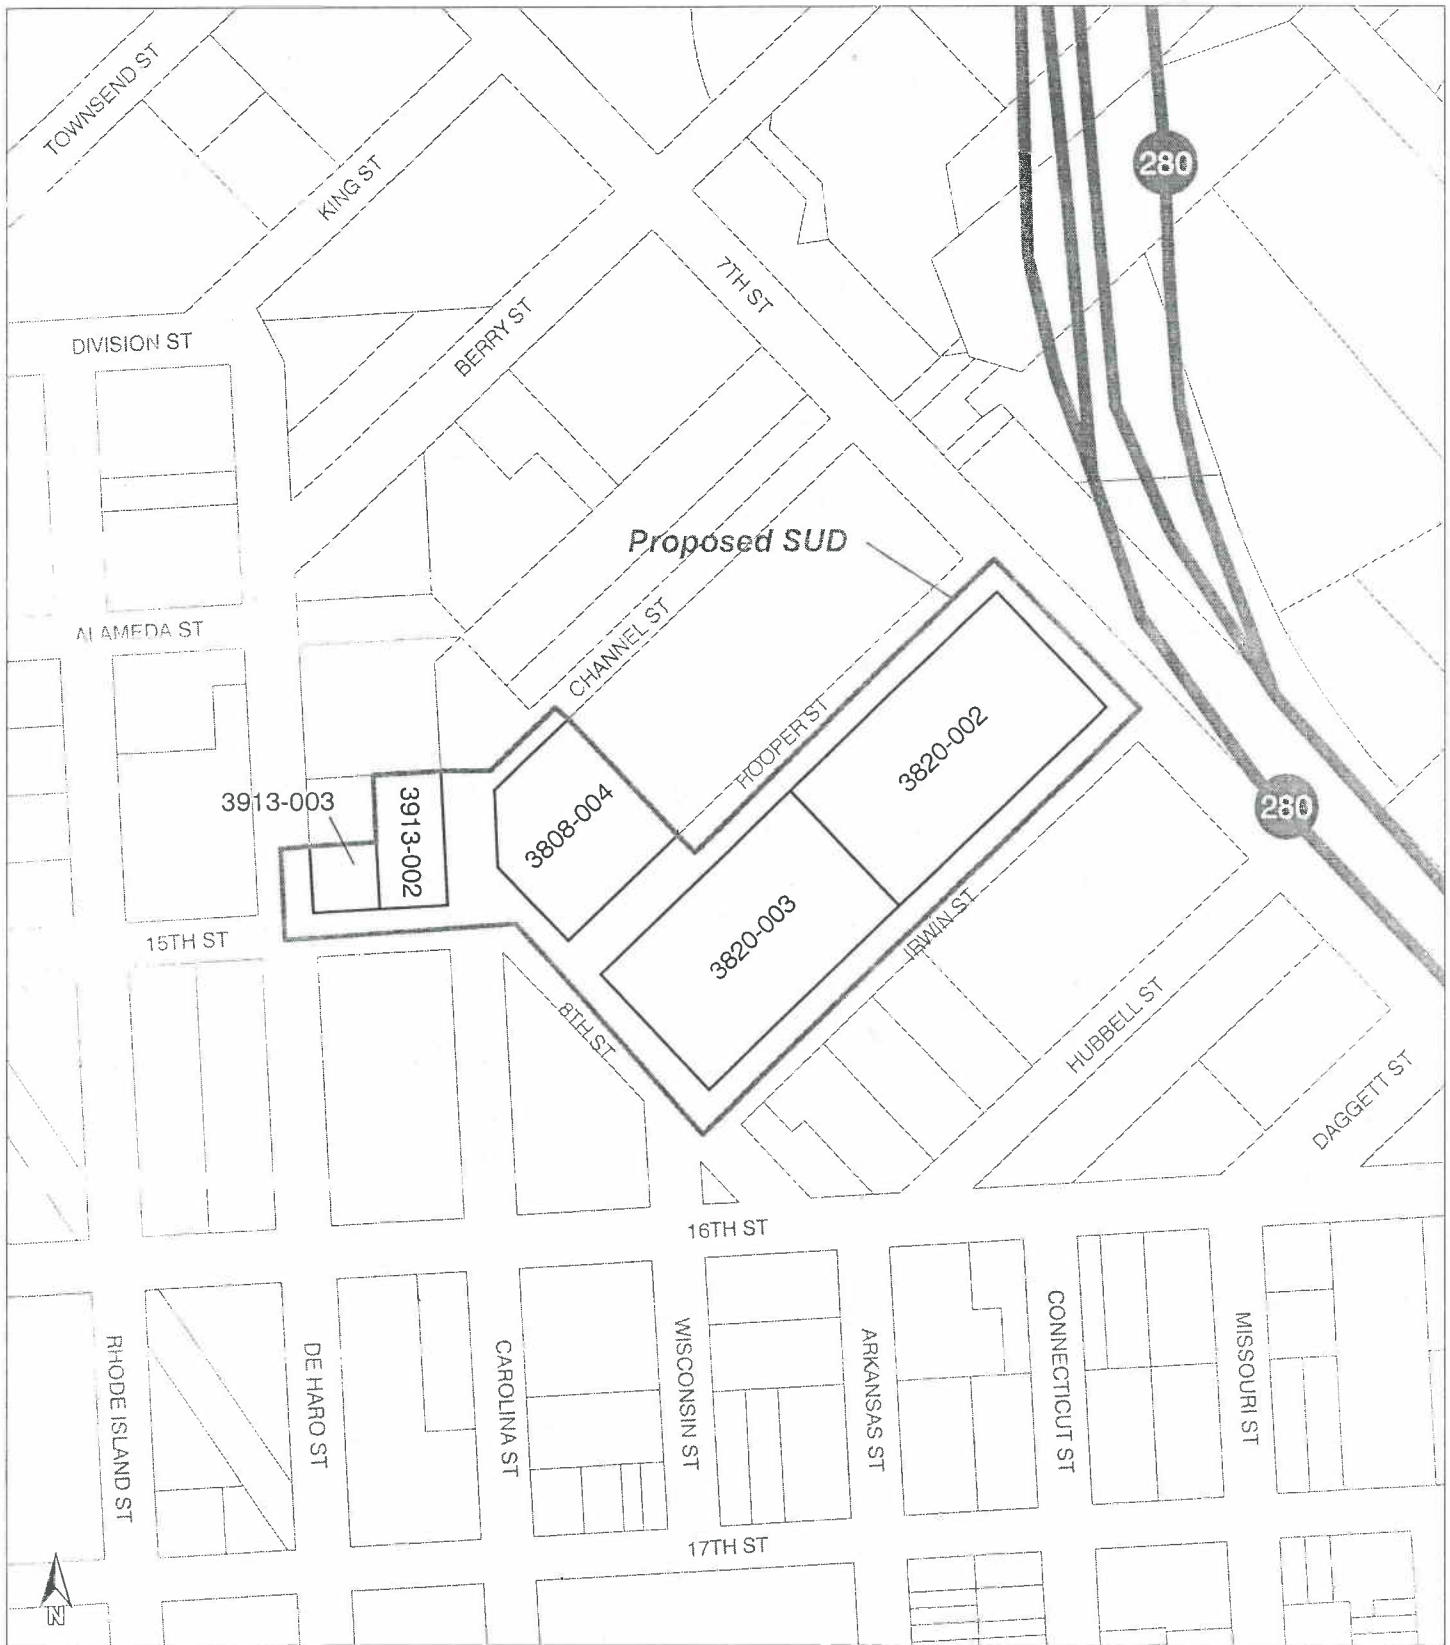 TOWNSEND ST
KING ST
280
7TH ST
DIVISION ST
BERRY ST
Proposed SUD
ALAMEDA ST
CHANNEL ST
HOOPER ST
3820-002
3913-003
3913-002
3808-004
280
3820-003
IRWIN ST
15TH ST
8TH ST
HUBBELL ST
DAGGETT ST
16TH ST
RHODE ISLAND ST
DE HARO ST
CAROLINA ST
WISCONSIN ST
ARKANSAS ST
CONNECTICUT ST
MISSOURI ST
17TH ST
N